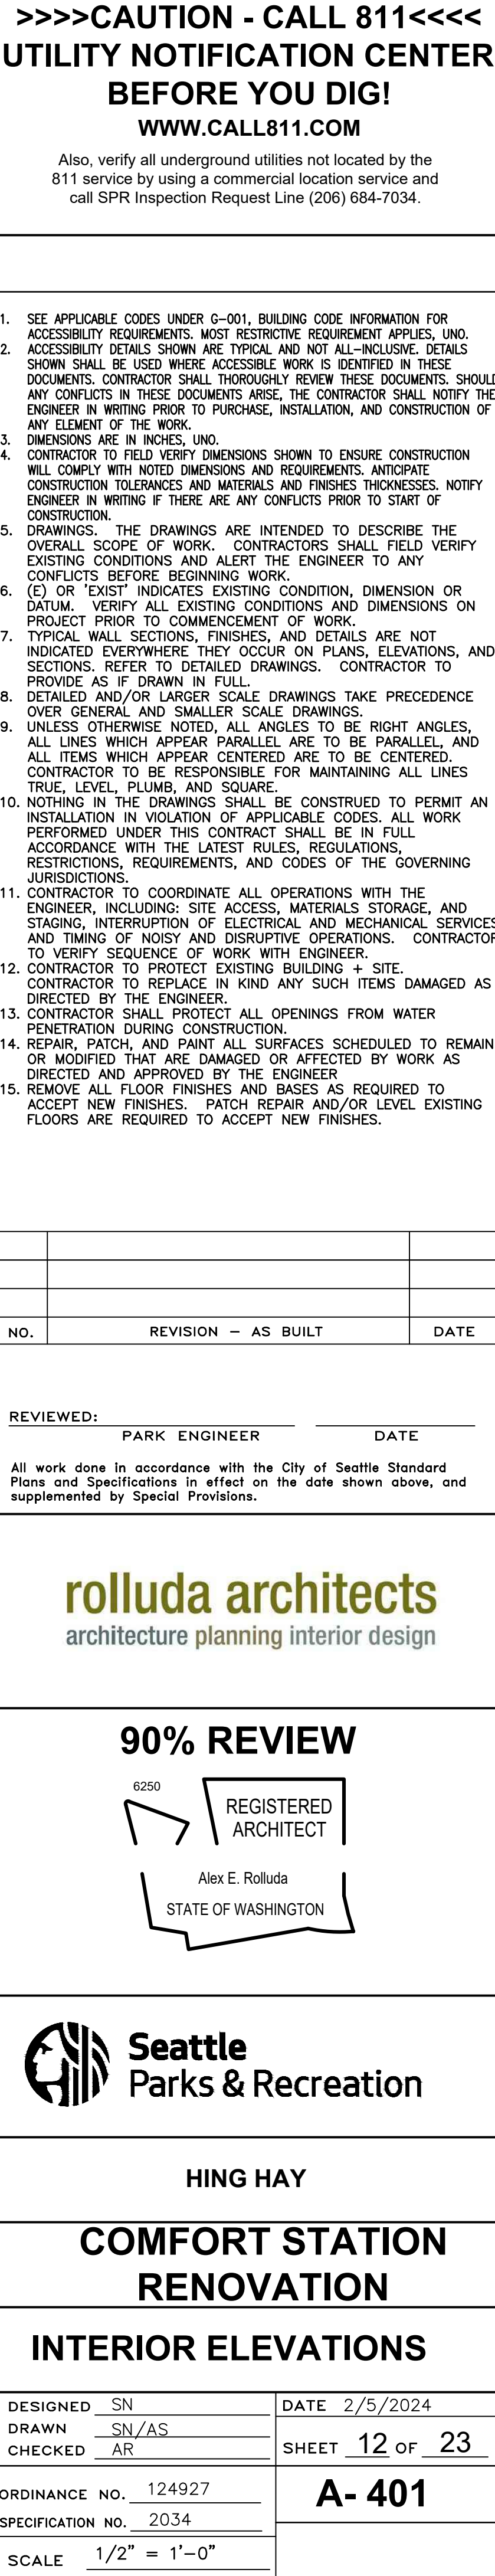 >>>>CAUTION - CALL 811<<<<
UTILITY NOTIFICATION CENTER
BEFORE YOU DIG!
WWW.CALL811.COM
Also, verify all underground utilities not located by the
811 service by using a commercial location service and
call SPR Inspection Request Line (206) 684-7034.
1. SEE APPLICABLE CODES UNDER G-001, BUILDING CODE INFORMATION FOR
ACCESSIBILITY REQUIREMENTS. MOST RESTRICTIVE REQUIREMENT APPLIES, UNO.
2. ACCESSIBILITY DETAILS SHOWN ARE TYPICAL AND NOT ALL-INCLUSIVE. DETAILS
SHOWN SHALL BE USED WHERE ACCESSIBLE WORK IS IDENTIFIED IN THESE
DOCUMENTS. CONTRACTOR SHALL THOROUGHLY REVIEW THESE DOCUMENTS. SHOULD
ANY CONFLICTS IN THESE DOCUMENTS ARISE, THE CONTRACTOR SHALL NOTIFY THE
ENGINEER IN WRITING PRIOR TO PURCHASE, INSTALLATION, AND CONSTRUCTION OF
ANY ELEMENT OF THE WORK.
3. DIMENSIONS ARE IN INCHES, UNO.
4. CONTRACTOR TO FIELD VERIFY DIMENSIONS SHOWN TO ENSURE CONSTRUCTION
WILL COMPLY WITH NOTED DIMENSIONS AND REQUIREMENTS. ANTICIPATE
CONSTRUCTION TOLERANCES AND MATERIALS AND FINISHES THICKNESSES. NOTIFY
ENGINEER IN WRITING IF THERE ARE ANY CONFLICTS PRIOR TO START OF
CONSTRUCTION.
5. DRAWINGS. THE DRAWINGS ARE INTENDED TO DESCRIBE THE
OVERALL SCOPE OF WORK. CONTRACTORS SHALL FIELD VERIFY
EXISTING CONDITIONS AND ALERT THE ENGINEER TO ANY
CONFLICTS BEFORE BEGINNING WORK.
6. (E) OR 'EXIST' INDICATES EXISTING CONDITION, DIMENSION OR
DATUM. VERIFY ALL EXISTING CONDITIONS AND DIMENSIONS ON
PROJECT PRIOR TO COMMENCEMENT OF WORK.
7. TYPICAL WALL SECTIONS, FINISHES, AND DETAILS ARE NOT
INDICATED EVERYWHERE THEY OCCUR ON PLANS, ELEVATIONS, AND
SECTIONS. REFER TO DETAILED DRAWINGS. CONTRACTOR TO
PROVIDE AS IF DRAWN IN FULL.
8. DETAILED AND/OR LARGER SCALE DRAWINGS TAKE PRECEDENCE
OVER GENERAL AND SMALLER SCALE DRAWINGS.
9. UNLESS OTHERWISE NOTED, ALL ANGLES TO BE RIGHT ANGLES,
ALL LINES WHICH APPEAR PARALLEL ARE TO BE PARALLEL, AND
ALL ITEMS WHICH APPEAR CENTERED ARE TO BE CENTERED.
CONTRACTOR TO BE RESPONSIBLE FOR MAINTAINING ALL LINES
TRUE, LEVEL, PLUMB, AND SQUARE.
10. NOTHING IN THE DRAWINGS SHALL BE CONSTRUED TO PERMIT AN
INSTALLATION IN VIOLATION OF APPLICABLE CODES. ALL WORK
PERFORMED UNDER THIS CONTRACT SHALL BE IN FULL
ACCORDANCE WITH THE LATEST RULES, REGULATIONS,
RESTRICTIONS, REQUIREMENTS, AND CODES OF THE GOVERNING
JURISDICTIONS.
11. CONTRACTOR TO COORDINATE ALL OPERATIONS WITH THE
ENGINEER, INCLUDING: SITE ACCESS, MATERIALS STORAGE, AND
STAGING, INTERRUPTION OF ELECTRICAL AND MECHANICAL SERVICES
AND TIMING OF NOISY AND DISRUPTIVE OPERATIONS. CONTRACTOR
TO VERIFY SEQUENCE OF WORK WITH ENGINEER.
12. CONTRACTOR TO PROTECT EXISTING BUILDING + SITE.
CONTRACTOR TO REPLACE IN KIND ANY SUCH ITEMS DAMAGED AS
DIRECTED BY THE ENGINEER.
13. CONTRACTOR SHALL PROTECT ALL OPENINGS FROM WATER
PENETRATION DURING CONSTRUCTION.
14. REPAIR, PATCH, AND PAINT ALL SURFACES SCHEDULED TO REMAIN
OR MODIFIED THAT ARE DAMAGED OR AFFECTED BY WORK AS
DIRECTED AND APPROVED BY THE ENGINEER
15. REMOVE ALL FLOOR FINISHES AND BASES AS REQUIRED TO
ACCEPT NEW FINISHES. PATCH REPAIR AND/OR LEVEL EXISTING
FLOORS ARE REQUIRED TO ACCEPT NEW FINISHES.
NO. REVISION - AS BUILT DATE
REVIEWED:
PARK ENGINEER DATE
All work done in accordance with the City of Seattle Standard
Plans and Specifications in effect on the date shown above, and
supplemented by Special Provisions.
rolluda architects
architecture planning interior design
90% REVIEW
6250
REGISTERED
ARCHITECT
Alex E. Rolluda
STATE OF WASHINGTON
Seattle
Parks & Recreation
HING HAY
COMFORT STATION
RENOVATION
INTERIOR ELEVATIONS
DESIGNED SN
DRAWN SN/AS
CHECKED AR
DATE 2/5/2024
SHEET 12 OF 23
ORDINANCE NO. 124927
SPECIFICATION NO. 2034
A- 401
SCALE 1/2" = 1'-0"